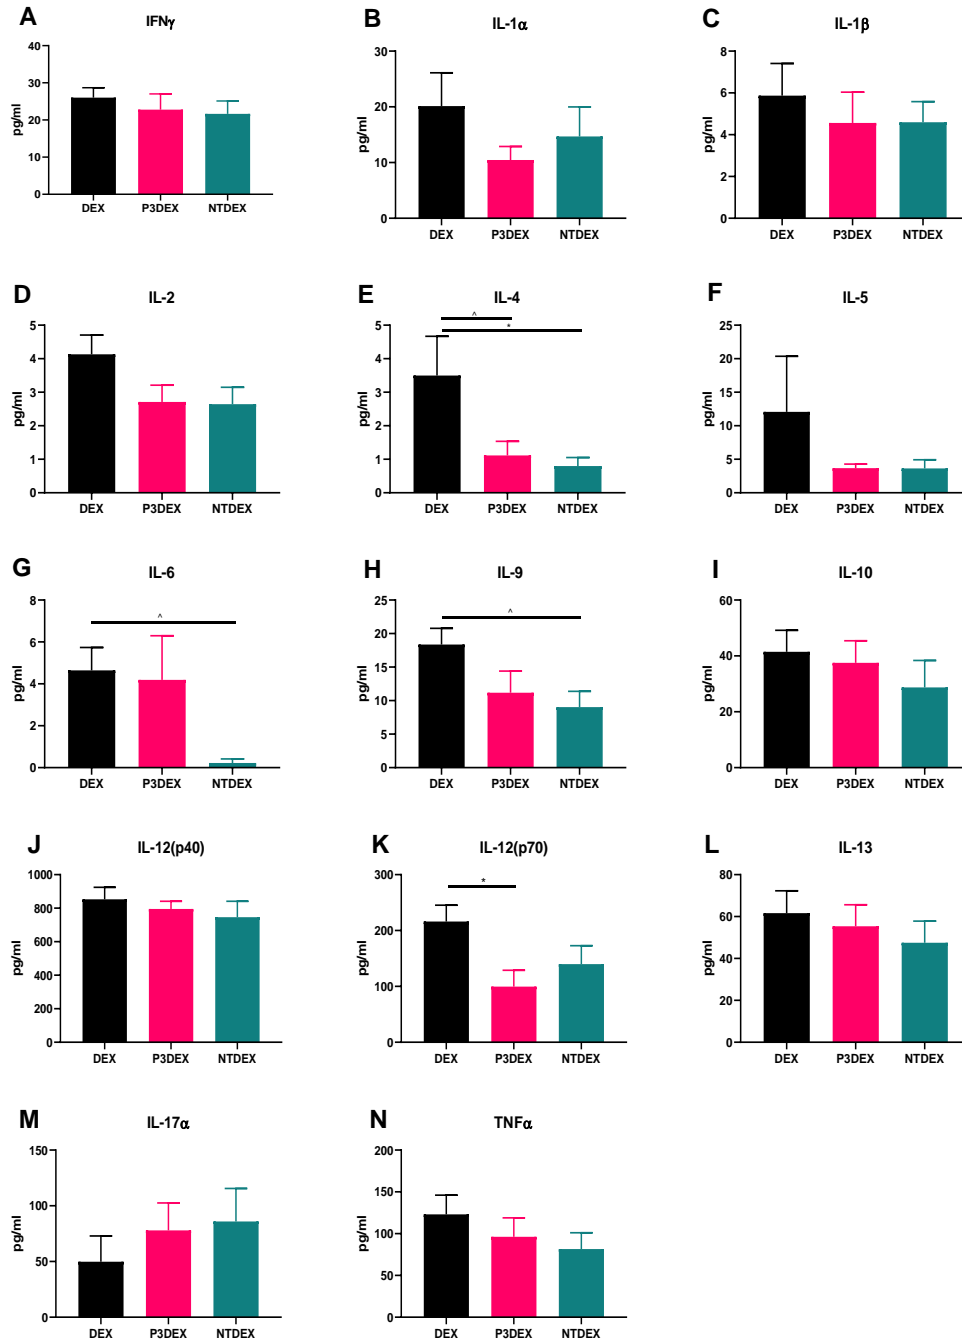 A IFNγ
40
30
20
10
0
pg/ml
DEX P3DEX NTDEX
B IL-1α
30
20
10
0
pg/ml
DEX P3DEX NTDEX
C IL-1β
8
6
4
2
0
pg/ml
DEX P3DEX NTDEX
D IL-2
5
4
3
2
1
0
pg/ml
DEX P3DEX NTDEX
E IL-4
^
*
5
4
3
2
1
0
pg/ml
DEX P3DEX NTDEX
F IL-5
25
20
15
10
5
0
pg/ml
DEX P3DEX NTDEX
G IL-6
^
8
6
4
2
0
pg/ml
DEX P3DEX NTDEX
H IL-9
^
25
20
15
10
5
0
pg/ml
DEX P3DEX NTDEX
I IL-10
60
40
20
0
pg/ml
DEX P3DEX NTDEX
J IL-12(p40)
1000
800
600
400
200
0
pg/ml
DEX P3DEX NTDEX
K IL-12(p70)
*
300
200
100
0
pg/ml
DEX P3DEX NTDEX
L IL-13
80
60
40
20
0
pg/ml
DEX P3DEX NTDEX
M IL-17α
150
100
50
0
pg/ml
DEX P3DEX NTDEX
N TNFα
200
150
100
50
0
pg/ml
DEX P3DEX NTDEX